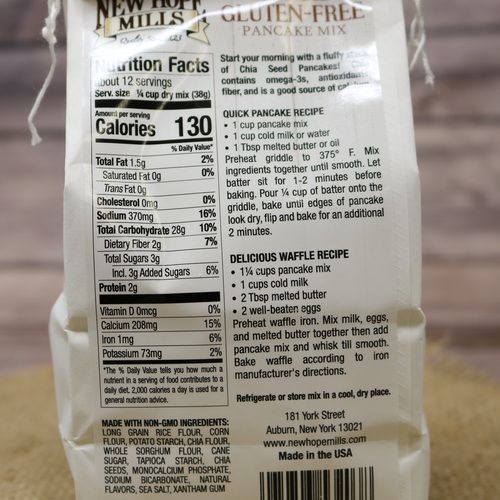 NEW HOPE
MILLS
GLUTEN-FREE
PANCAKE MIX
Nutrition Facts
about 12 servings
Serv. size ¼ cup dry mix (38g)
Amount per serving
Calories 130
% Daily Value*
Total Fat 1.5g 2%
Saturated Fat 0g 0%
Trans Fat 0g
Cholesterol 0mg 0%
Sodium 370mg 16%
Total Carbohydrate 28g 10%
Dietary Fiber 2g 7%
Total Sugars 3g
Incl. 3g Added Sugars 6%
Protein 2g
Vitamin D 0mcg 0%
Calcium 208mg 15%
Iron 1mg 6%
Potassium 73mg 2%
*The % Daily Value tells you how much a
nutrient in a serving of food contributes to a
daily diet. 2,000 calories a day is used for a
general nutrition advice.
MADE WITH NON-GMO INGREDIENTS:
LONG GRAIN RICE FLOUR, CORN
FLOUR, POTATO STARCH, CHIA FLOUR,
WHOLE SORGHUM FLOUR, CANE
SUGAR, TAPIOCA STARCH, CHIA
SEEDS, MONOCALCIUM PHOSPHATE,
SODIUM BICARBONATE, NATURAL
FLAVORS, SEA SALT, XANTHAM GUM
Start your morning with a fluffy stack
of Chia Seed Pancakes!
contains omega-3s, antioxidants
fiber, and is a good source of
QUICK PANCAKE RECIPE
• 1 cup pancake mix
• 1 cup cold milk or water
• 1 Tbsp melted butter or oil
Preheat griddle to 375° F. Mix
ingredients together until smooth. Let
batter sit for 1-2 minutes before
baking. Pour ¼ cup of batter onto the
griddle, bake until edges of pancake
look dry, flip and bake for an additional
2 minutes.
DELICIOUS WAFFLE RECIPE
• 1¼ cups pancake mix
• 1 cups cold milk
• 2 Tbsp melted butter
• 2 well-beaten eggs
Preheat waffle iron. Mix milk, eggs,
and melted butter together then add
pancake mix and whisk till smooth.
Bake waffle according to iron
manufacturer's directions.
Refrigerate or store mix in a cool, dry place.
181 York Street
Auburn, New York 13021
www.newhopemills.com
Made in the USA